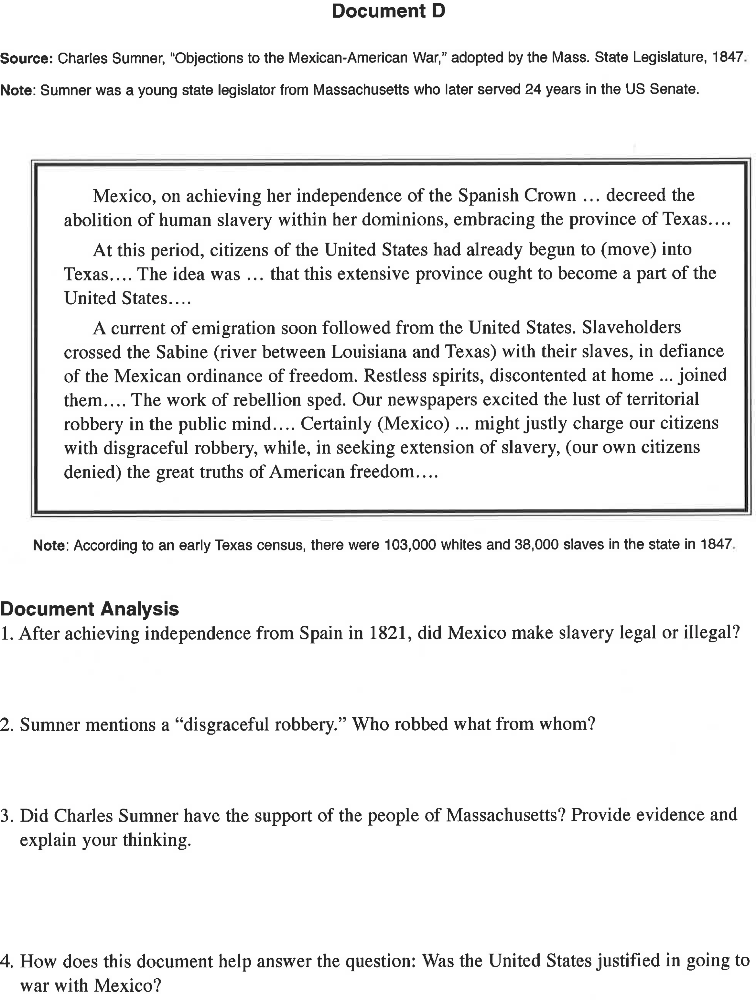 Document D
Source: Charles Sumner, “Objections to the Mexican-American War,” adopted by the Mass. State Legislature, 1847.
Note: Sumner was a young state legislator from Massachusetts who later served 24 years in the US Senate.
Mexico, on achieving her independence of the Spanish Crown ... decreed the
abolition of human slavery within her dominions, embracing the province of Texas....
At this period, citizens of the United States had already begun to (move) into
Texas.... The idea was ... that this extensive province ought to become a part of the
United States....
A current of emigration soon followed from the United States. Slaveholders
crossed the Sabine (river between Louisiana and Texas) with their slaves, in defiance
of the Mexican ordinance of freedom. Restless spirits, discontented at home ... joined
them.... The work of rebellion sped. Our newspapers excited the lust of territorial
robbery in the public mind.... Certainly (Mexico) ... might justly charge our citizens
with disgraceful robbery, while, in seeking extension of slavery, (our own citizens
denied) the great truths of American freedom....
Note: According to an early Texas census, there were 103,000 whites and 38,000 slaves in the state in 1847.
Document Analysis
1. After achieving independence from Spain in 1821, did Mexico make slavery legal or illegal?
2. Sumner mentions a “disgraceful robbery.” Who robbed what from whom?
3. Did Charles Sumner have the support of the people of Massachusetts? Provide evidence and
explain your thinking.
4. How does this document help answer the question: Was the United States justified in going to
war with Mexico?